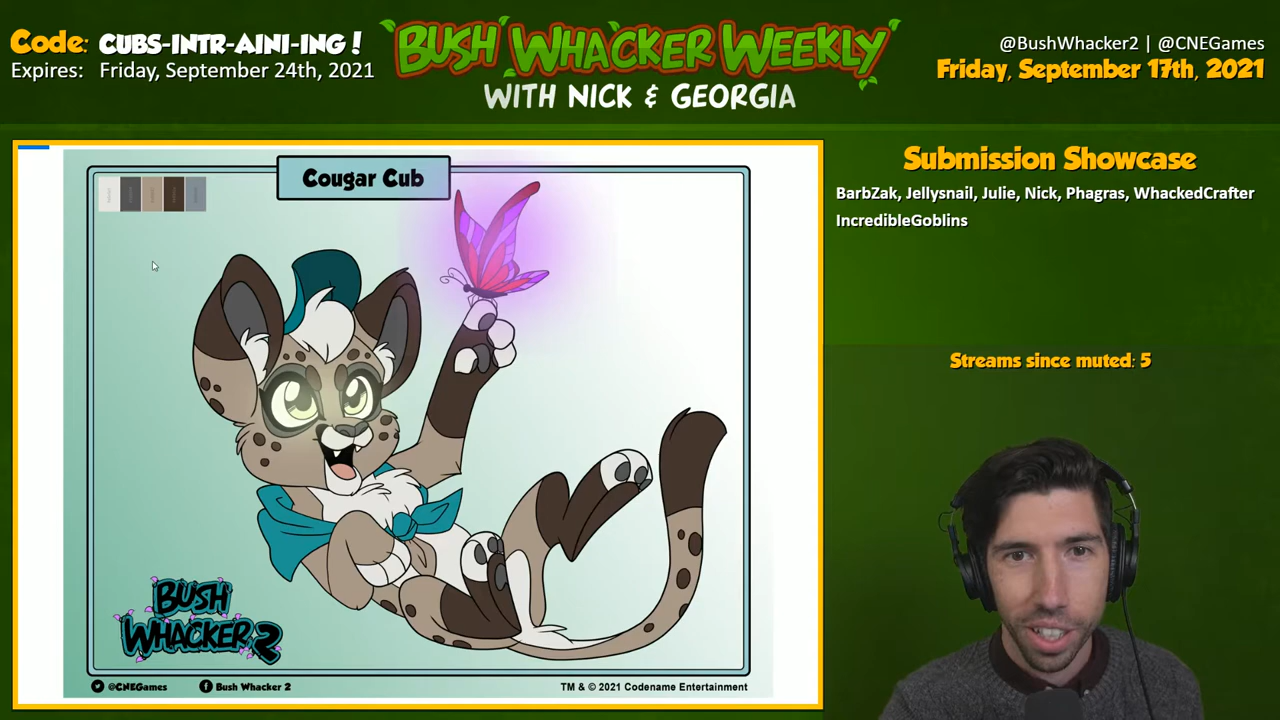 Code: CUBS-INTR-AINI-ING!
Expires: Friday, September 24th, 2021
BUSH WHACKER WEEKLY
WITH NICK & GEORGIA
@BushWhacker2 | @CNEGames
Friday, September 17th, 2021
Cougar Cub
BUSH
WHACKER 2
@CNEGames
Bush Whacker 2
TM & © 2021 Codename Entertainment
Submission Showcase
BarbZak, Jellysnail, Julie, Nick, Phagras, WhackedCrafter
IncredibleGoblins
Streams since muted: 5